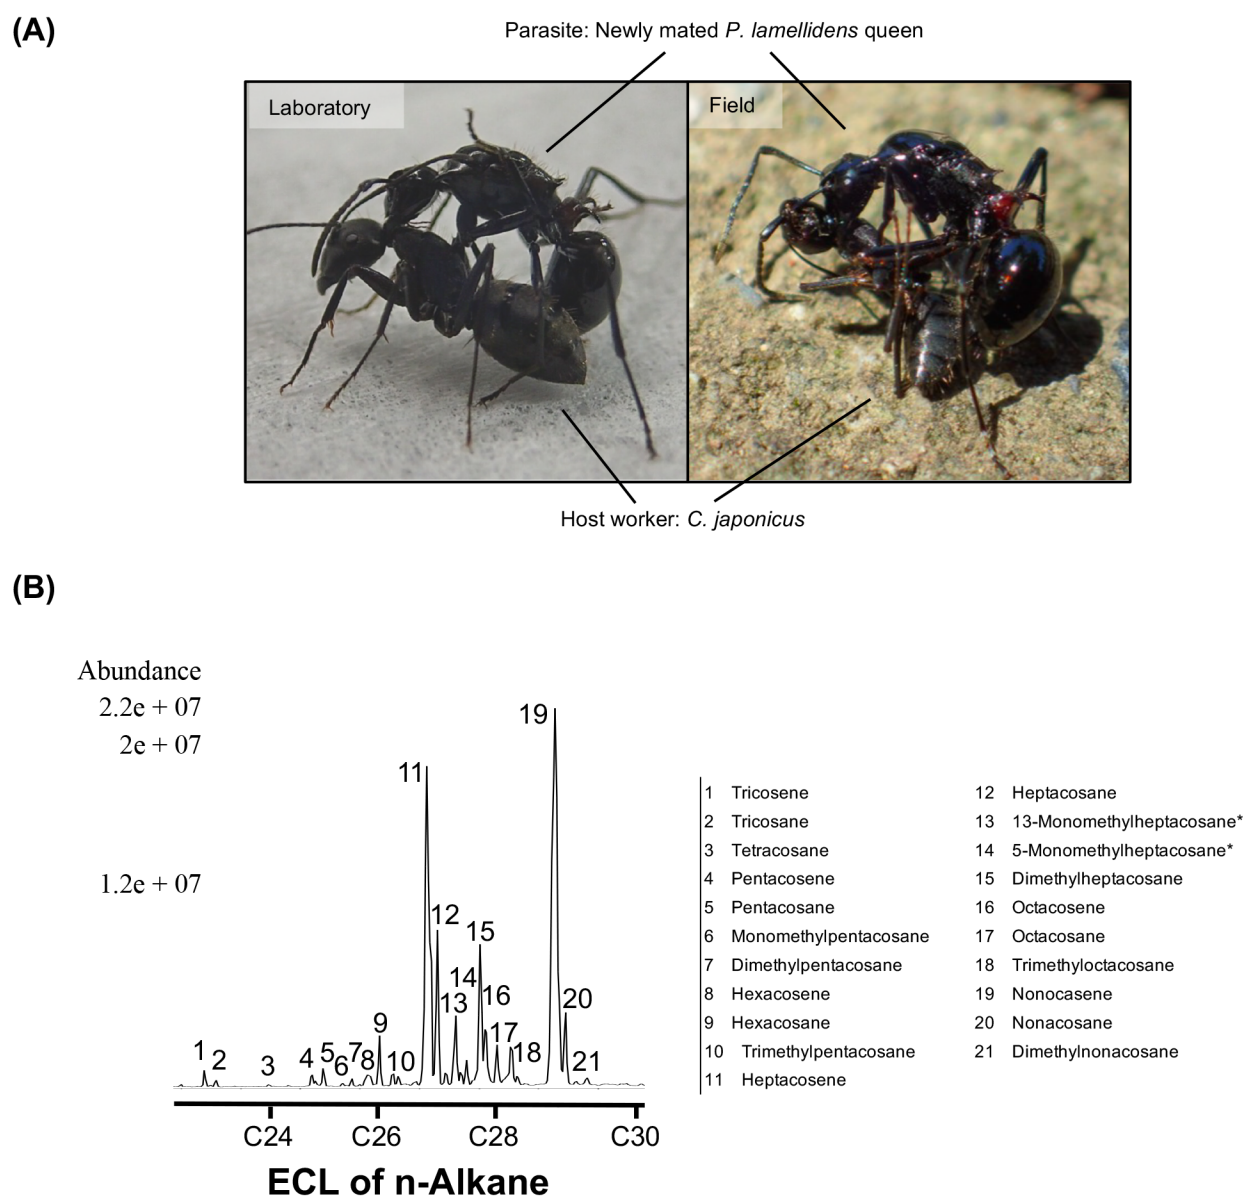 (A)
Parasite: Newly mated P. lamellidens queen
Laboratory
Field
Host worker: C. japonicus
(B)
Abundance
2.2e + 07
2e + 07
1.2e + 07
19
11
12
15
14
16
13
20
9
17
1
2
3
4
5
6
7
8
10
18
21
C24
C26
C28
C30
ECL of n-Alkane
1 Tricosene
2 Tricosane
3 Tetracosane
4 Pentacosene
5 Pentacosane
6 Monomethylpentacosane
7 Dimethylpentacosane
8 Hexacosene
9 Hexacosane
10 Trimethylpentacosane
11 Heptacosene
12 Heptacosane
13 13-Monomethylheptacosane*
14 5-Monomethylheptacosane*
15 Dimethylheptacosane
16 Octacosene
17 Octacosane
18 Trimethyloctacosane
19 Nonocasene
20 Nonacosane
21 Dimethylnonacosane